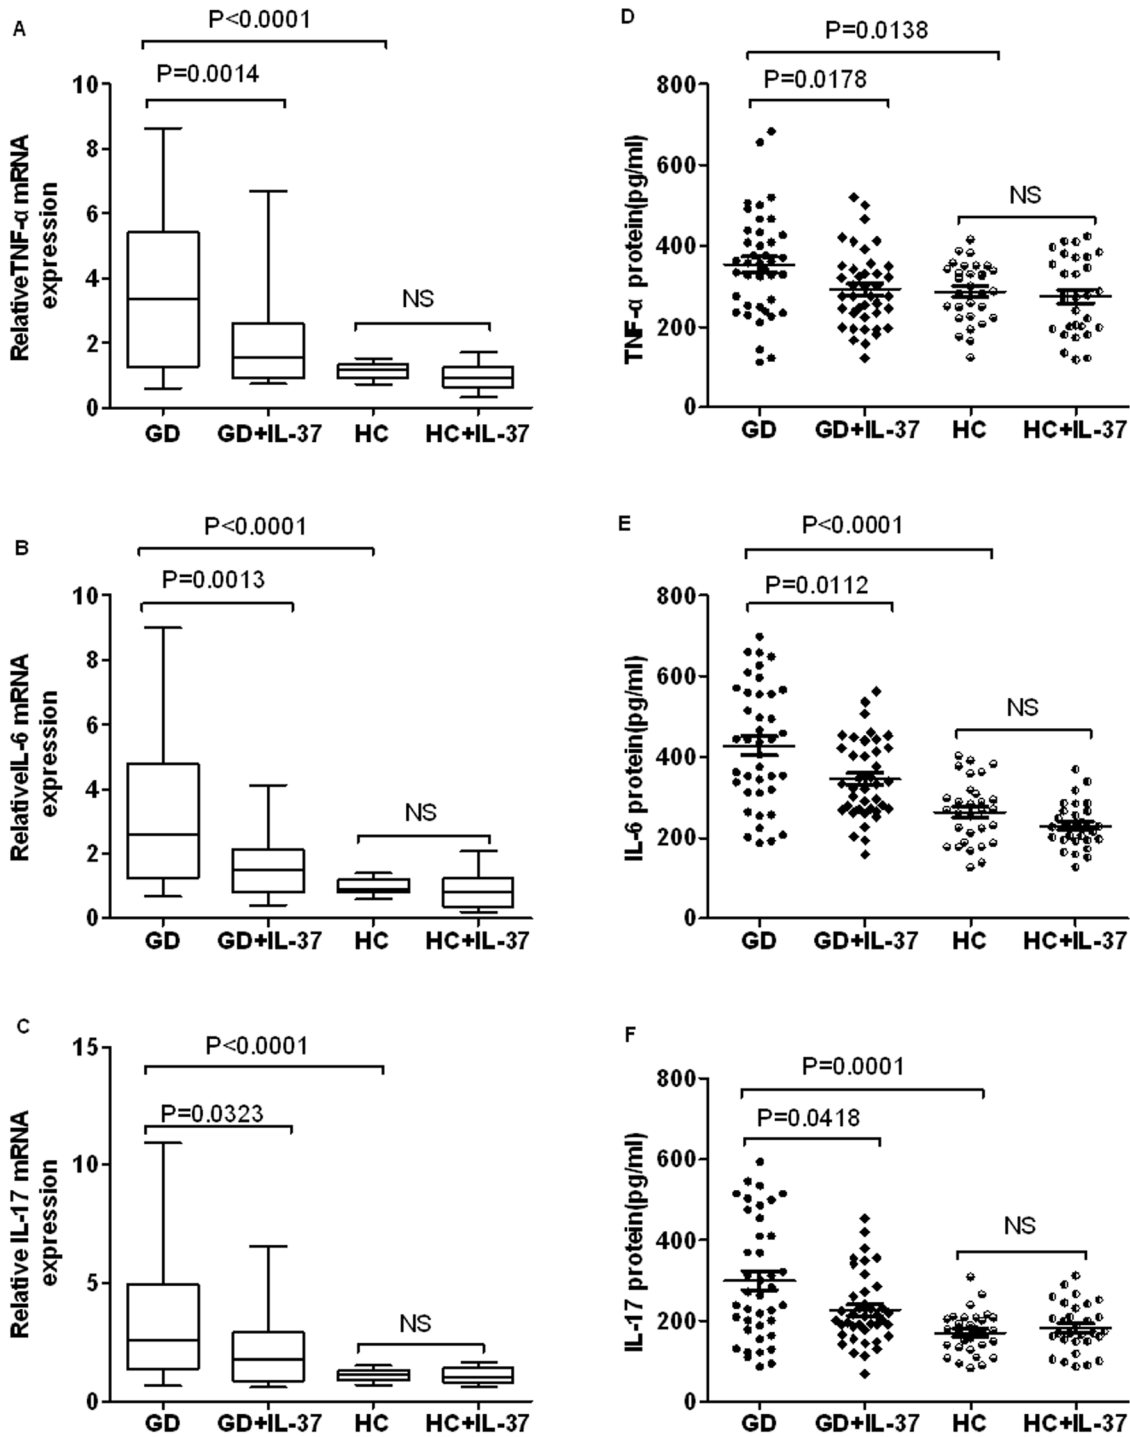 A
P<0.0001
P=0.0014
RelativeTNF-α mRNA
expression
10
8
6
4
2
0
NS
GD GD+IL-37 HC HC+IL-37
D
P=0.0138
P=0.0178
TNF-α protein(pg/ml)
800
600
400
200
0
NS
GD GD+IL-37 HC HC+IL-37
B
P<0.0001
P=0.0013
RelativeIL-6 mRNA
expression
10
8
6
4
2
0
NS
GD GD+IL-37 HC HC+IL-37
E
P<0.0001
P=0.0112
IL-6 protein(pg/ml)
800
600
400
200
0
NS
GD GD+IL-37 HC HC+IL-37
C
P<0.0001
P=0.0323
Relative IL-17 mRNA
expression
15
10
5
0
NS
GD GD+IL-37 HC HC+IL-37
F
P=0.0001
P=0.0418
IL-17 protein(pg/ml)
800
600
400
200
0
NS
GD GD+IL-37 HC HC+IL-37